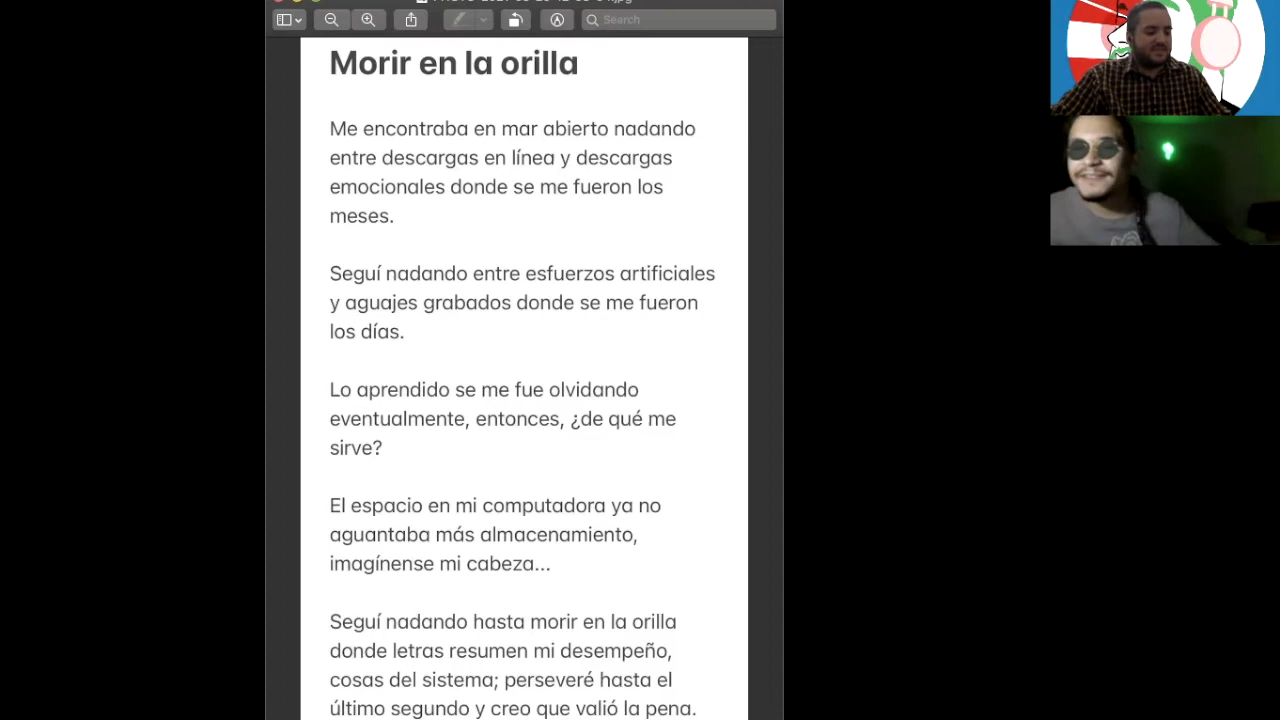 Search
Morir en la orilla
Me encontraba en mar abierto nadando
entre descargas en línea y descargas
emocionales donde se me fueron los
meses.
Seguí nadando entre esfuerzos artificiales
y aguajes grabados donde se me fueron
los días.
Lo aprendido se me fue olvidando
eventualmente, entonces, ¿de qué me
sirve?
El espacio en mi computadora ya no
aguantaba más almacenamiento,
imagínense mi cabeza...
Seguí nadando hasta morir en la orilla
donde letras resumen mi desempeño,
cosas del sistema; perseveré hasta el
último segundo y creo que valió la pena.